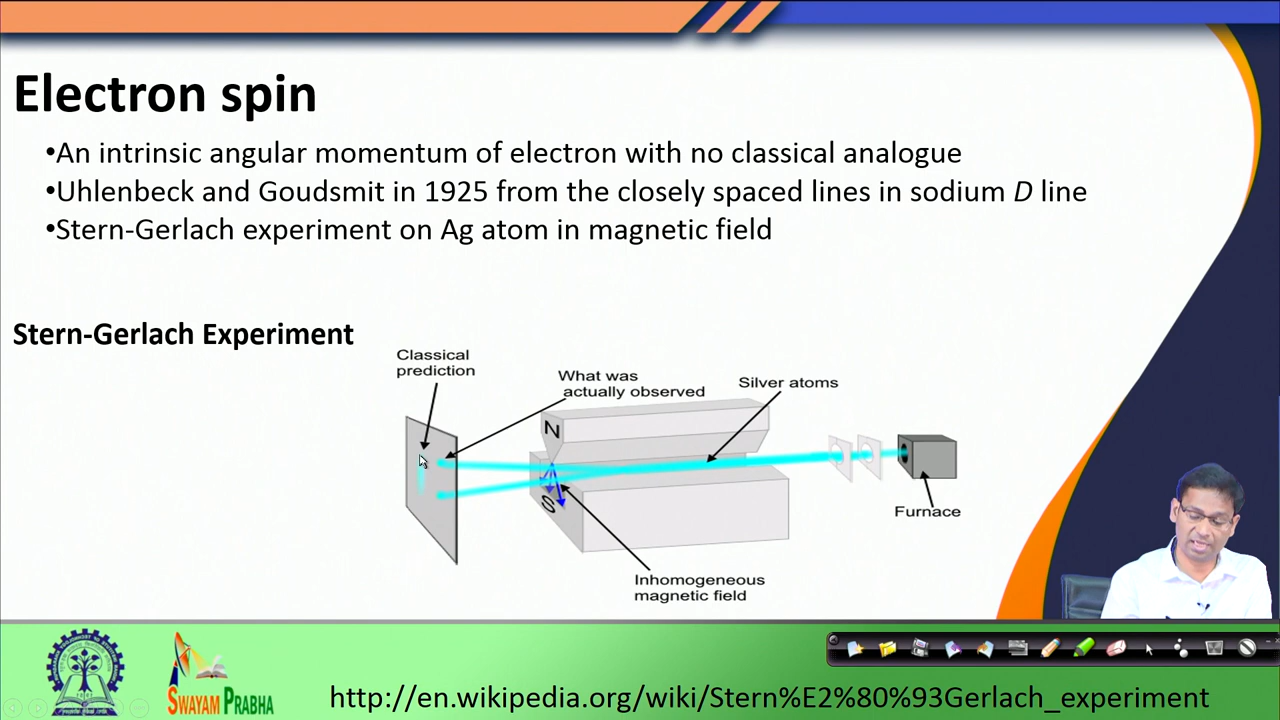 Electron spin
•An intrinsic angular momentum of electron with no classical analogue
•Uhlenbeck and Goudsmit in 1925 from the closely spaced lines in sodium D line
•Stern-Gerlach experiment on Ag atom in magnetic field
Stern-Gerlach Experiment
Classical
prediction
What was
actually observed
Silver atoms
N
S
Furnace
Inhomogeneous
magnetic field
SWAYAM PRABHA
http://en.wikipedia.org/wiki/Stern%E2%80%93Gerlach_experiment